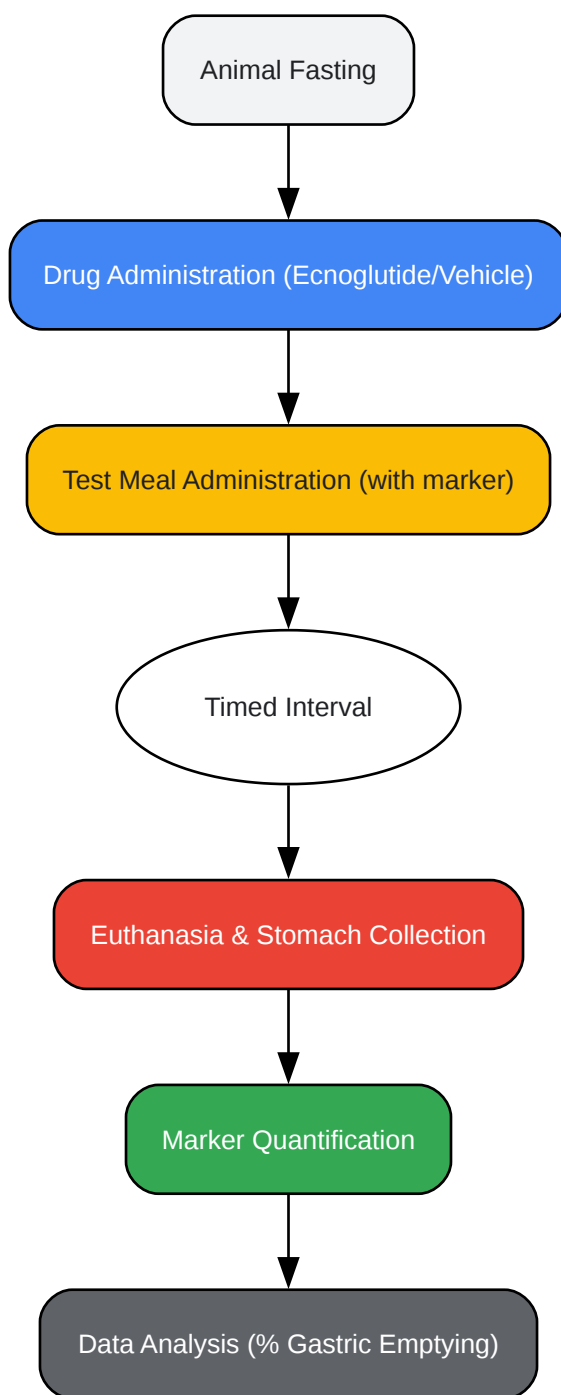 Animal Fasting
Drug Administration (Ecnoglutide/Vehicle)
Test Meal Administration (with marker)
Timed Interval
Euthanasia & Stomach Collection
Marker Quantification
Data Analysis (% Gastric Emptying)